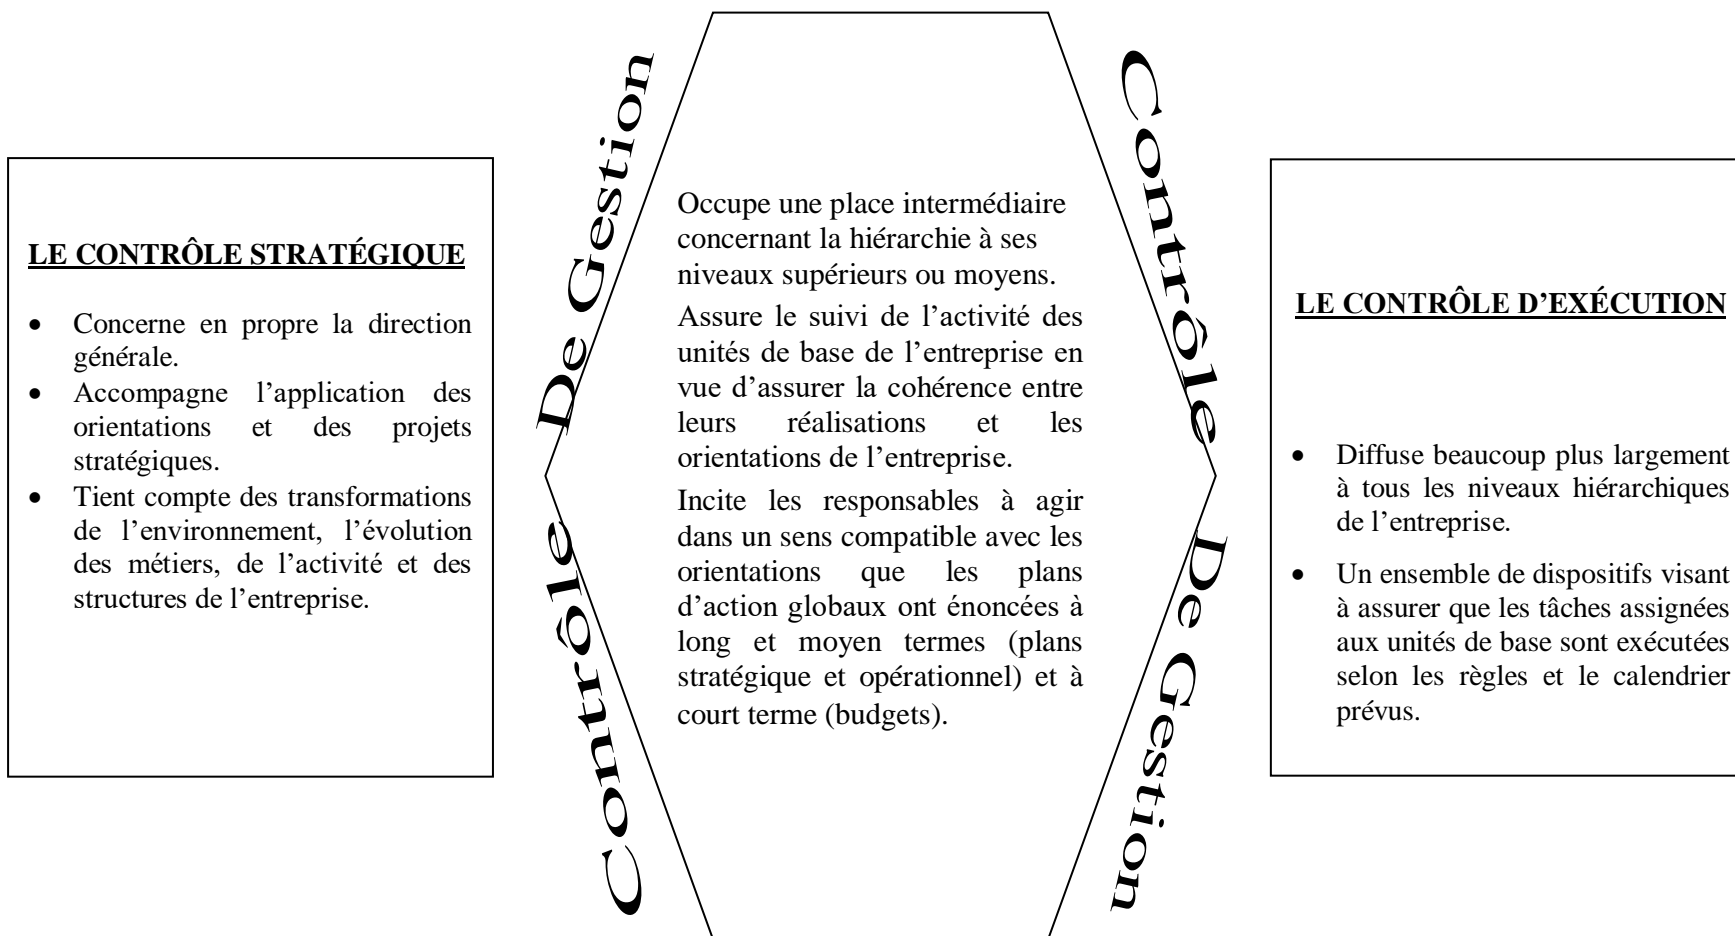 LE CONTRÔLE STRATÉGIQUE
• Concerne en propre la direction
générale.
• Accompagne l’application des
orientations et des projets
stratégiques.
• Tient compte des transformations
de l’environnement, l’évolution
des métiers, de l’activité et des
structures de l’entreprise.
Contrôle De Gestion
Occupe une place intermédiaire
concernant la hiérarchie à ses
niveaux supérieurs ou moyens.
Assure le suivi de l’activité des
unités de base de l’entreprise en
vue d’assurer la cohérence entre
leurs réalisations et les
orientations de l’entreprise.
Incite les responsables à agir
dans un sens compatible avec les
orientations que les plans
d’action globaux ont énoncées à
long et moyen termes (plans
stratégique et opérationnel) et à
court terme (budgets).
Contrôle De Gestion
LE CONTRÔLE D’EXÉCUTION
• Diffuse beaucoup plus largement
à tous les niveaux hiérarchiques
de l’entreprise.
• Un ensemble de dispositifs visant
à assurer que les tâches assignées
aux unités de base sont exécutées
selon les règles et le calendrier
prévus.